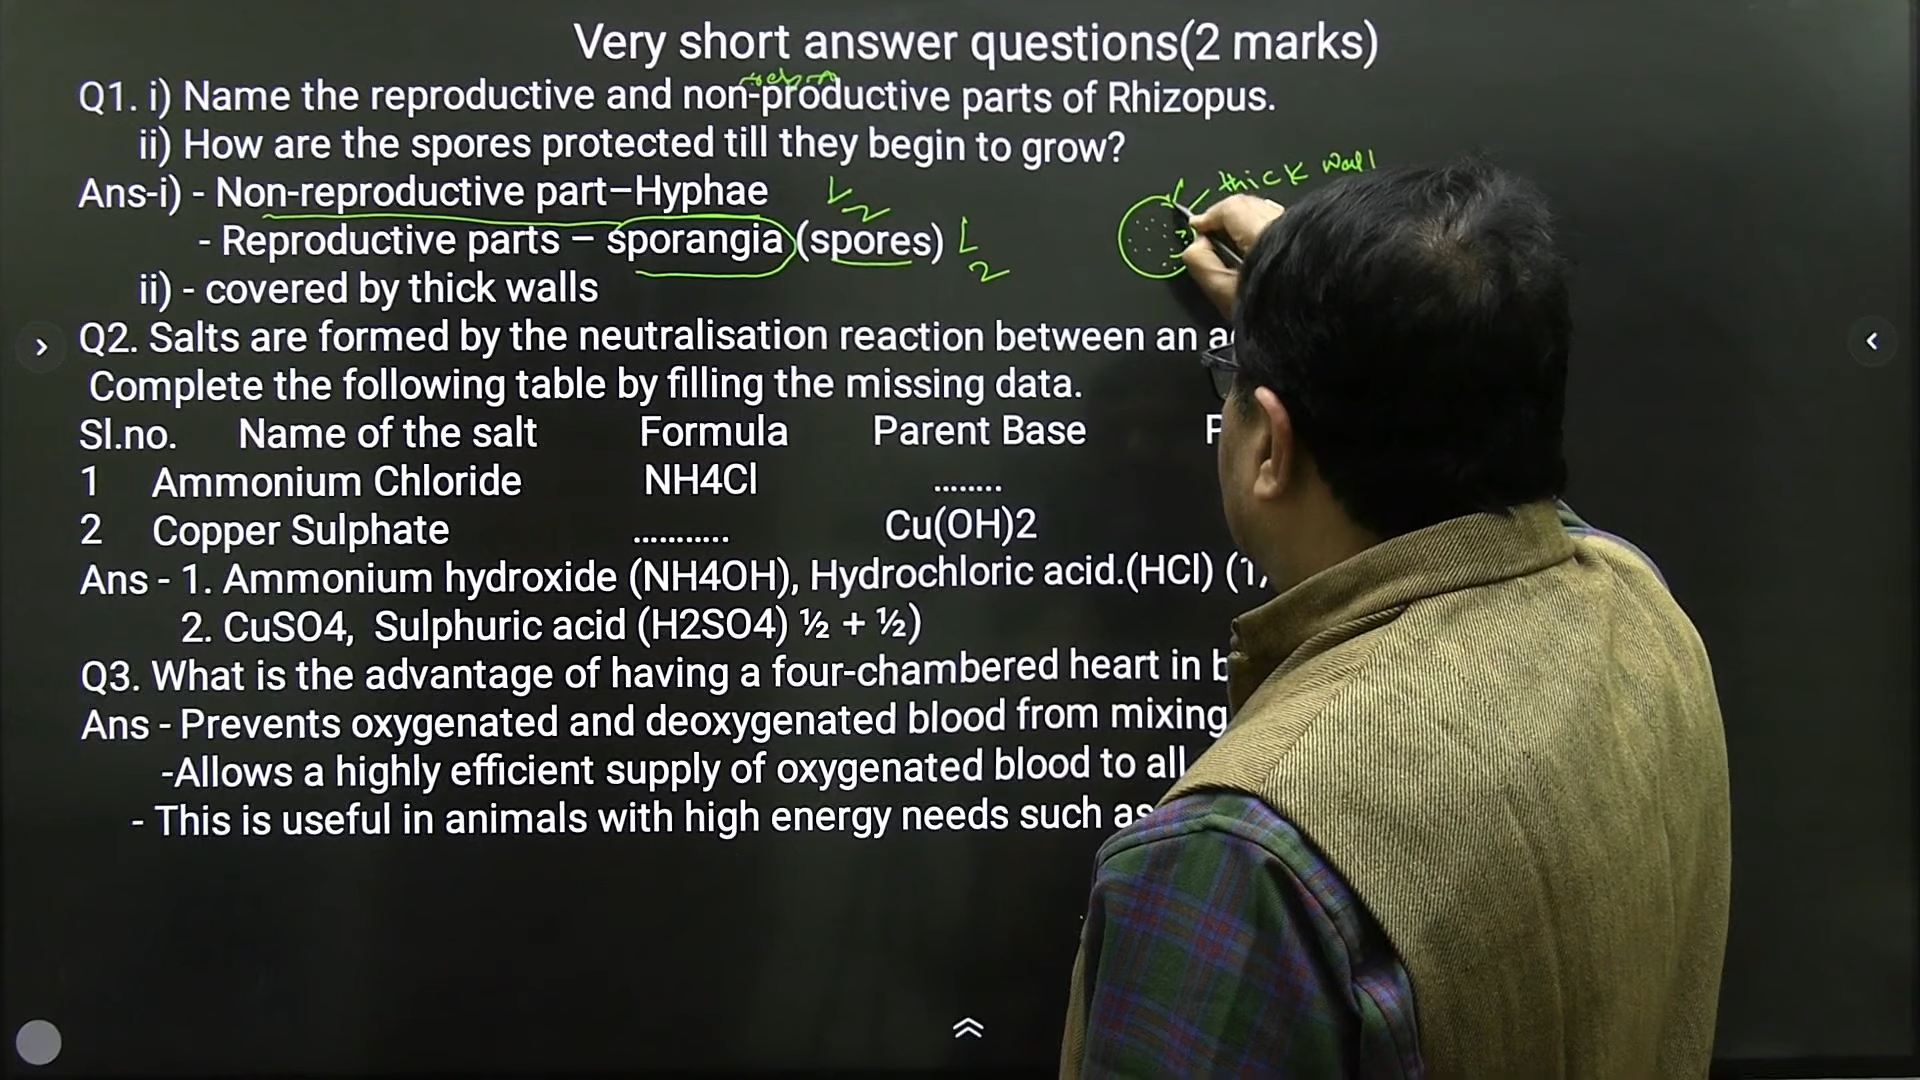 Very short answer questions(2 marks)
Q1. i) Name the reproductive and non-productive parts of Rhizopus.
ii) How are the spores protected till they begin to grow?
thick wall
Ans-i) - Non-reproductive part–Hyphae
- Reproductive parts – sporangia (spores)
ii) - covered by thick walls
Q2. Salts are formed by the neutralisation reaction between an
Complete the following table by filling the missing data.
Sl.no. Name of the salt Formula Parent Base
1 Ammonium Chloride NH4Cl ........
2 Copper Sulphate ........... Cu(OH)2
Ans - 1. Ammonium hydroxide (NH4OH), Hydrochloric acid.(HCl)
2. CuSO4, Sulphuric acid (H2SO4) ½ + ½)
Q3. What is the advantage of having a four-chambered heart in
Ans - Prevents oxygenated and deoxygenated blood from mixing
-Allows a highly efficient supply of oxygenated blood to all
- This is useful in animals with high energy needs such as